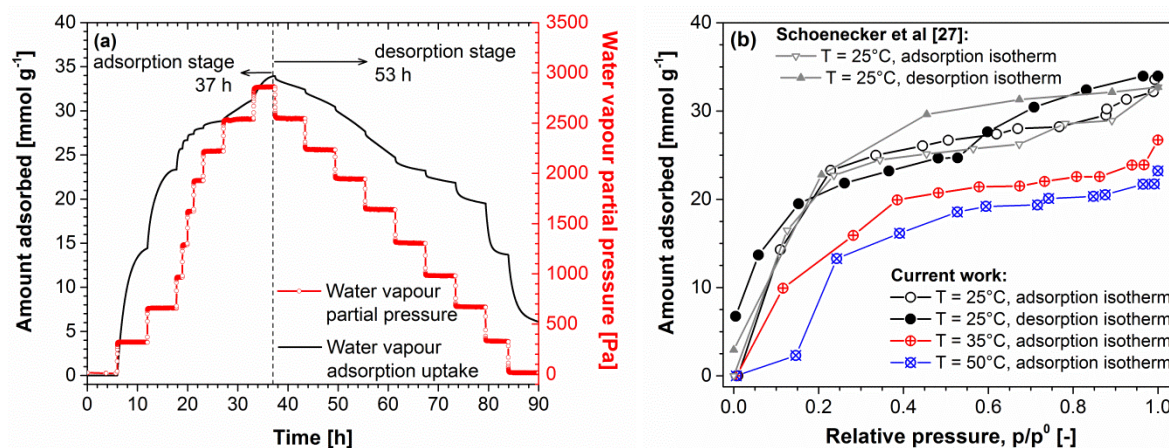 (a)
adsorption stage
37 h
desorption stage
53 h
Water vapour
partial pressure
Water vapour
adsorption uptake
Amount adsorbed [mmol g⁻¹]
40
35
30
25
20
15
10
5
0
Water vapour partial pressure [Pa]
3500
3000
2500
2000
1500
1000
500
0
0 10 20 30 40 50 60 70 80 90
Time [h]
(b)
Schoenecker et al [27]:
T = 25°C, adsorption isotherm
T = 25°C, desorption isotherm
Current work:
T = 25°C, adsorption isotherm
T = 25°C, desorption isotherm
T = 35°C, adsorption isotherm
T = 50°C, adsorption isotherm
Amount adsorbed [mmol g⁻¹]
40
35
30
25
20
15
10
5
0
0.0 0.2 0.4 0.6 0.8 1.0
Relative pressure, p/p⁰ [-]